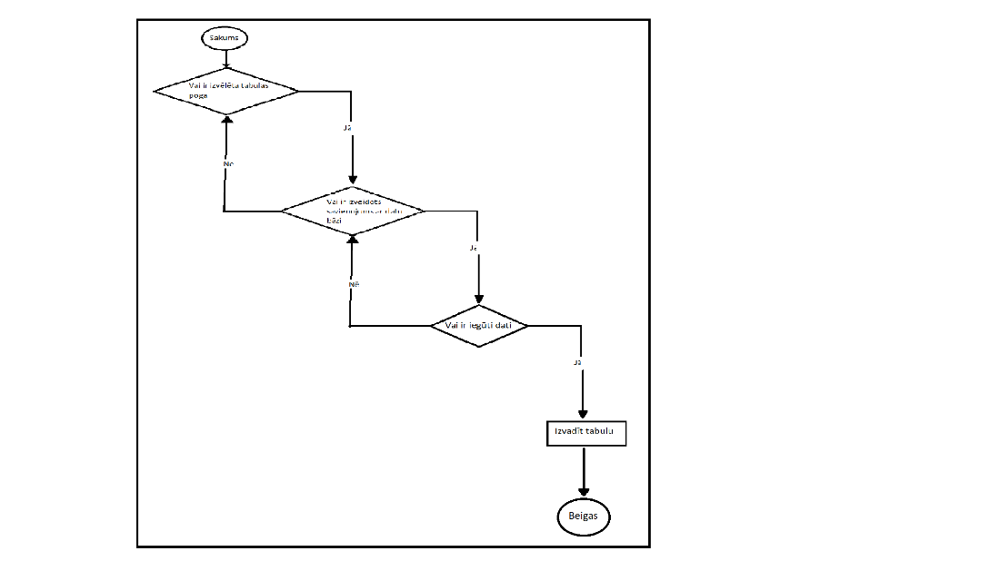 Sākums
Vai ir izvēlēta tabulas
poga
Jā
Nē
Vai ir izveidots
savienojums ar datu
bāzi
Jā
Nē
Vai ir iegūti dati
Jā
Izvadīt tabulu
Beigas